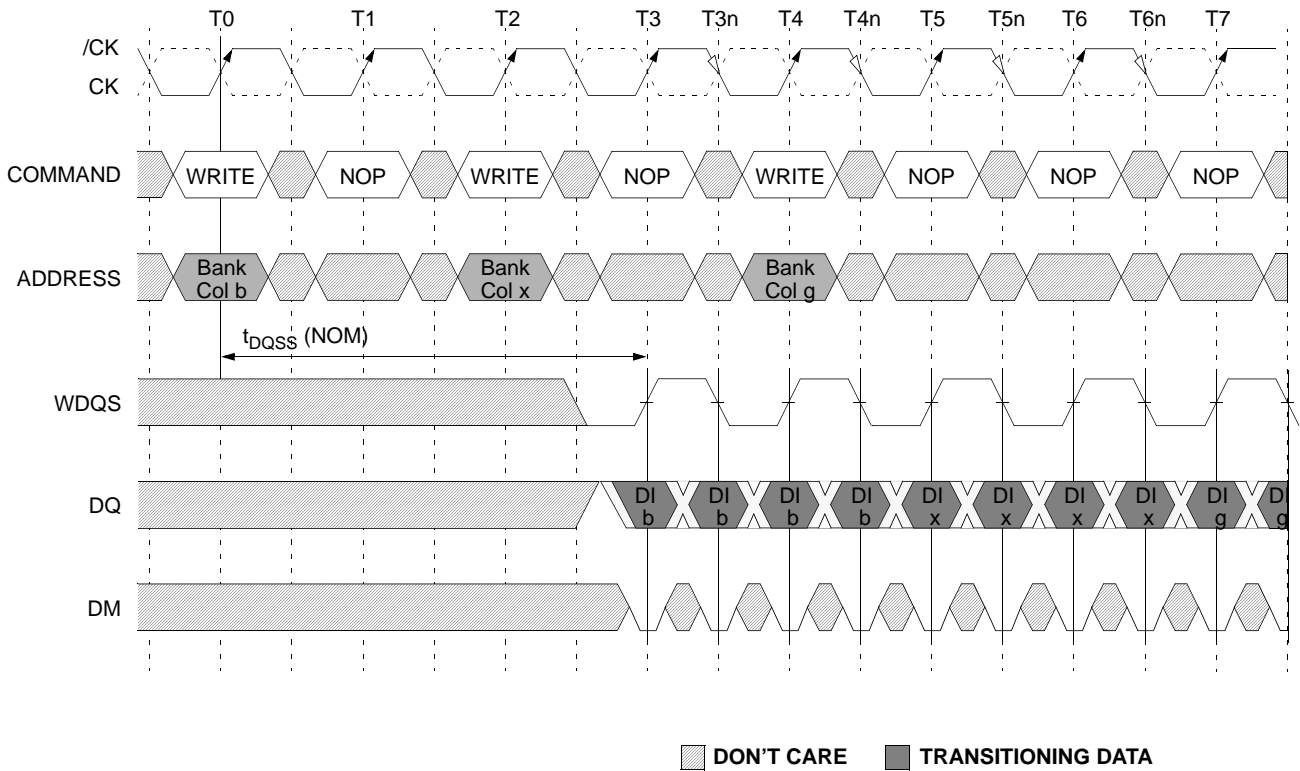 T0 T1 T2 T3 T3n T4 T4n T5 T5n T6 T6n T7
/CK
CK
COMMAND WRITE NOP WRITE NOP WRITE NOP NOP NOP
ADDRESS
Bank
Col b
Bank
Col x
Bank
Col g
tDQSS (NOM)
WDQS
DQ
DI
b
DI
b
DI
b
DI
b
DI
x
DI
x
DI
x
DI
x
DI
g
DI
g
DM
DON'T CARE TRANSITIONING DATA